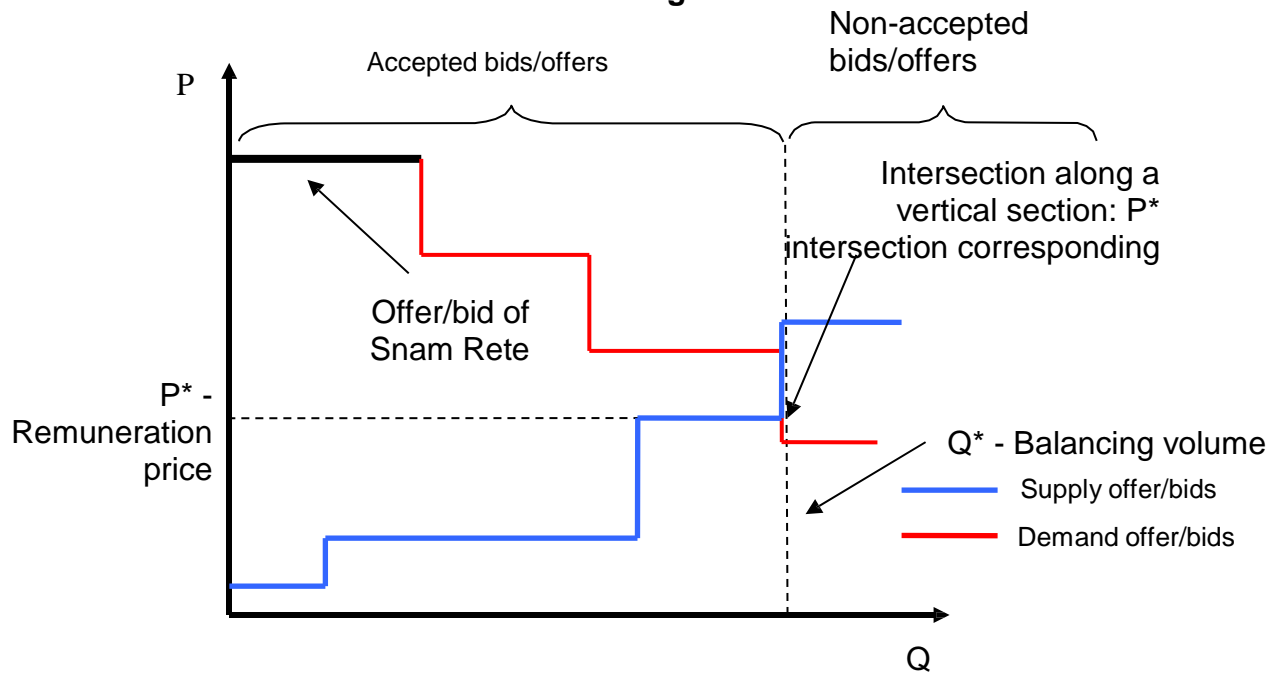 Non-accepted
bids/offers
Accepted bids/offers
P
Intersection along a
vertical section: P*
intersection corresponding
Offer/bid of
Snam Rete
P* -
Remuneration
price
Q* - Balancing volume
Supply offer/bids
Demand offer/bids
Q